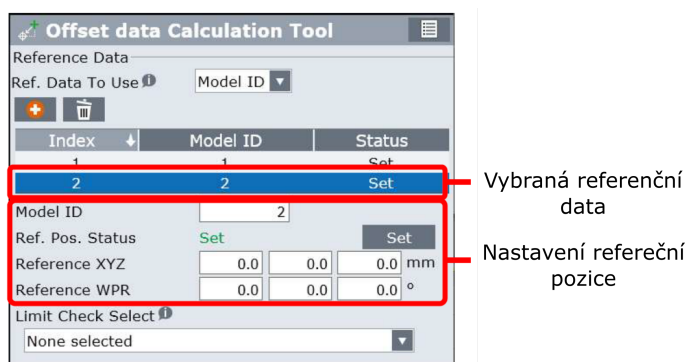 Offset data Calculation Tool
Reference Data
Ref. Data To Use Model ID
Index Model ID Status
1 1 Set
2 2 Set
Vybraná referenční
data
Model ID 2
Ref. Pos. Status Set Set
Reference XYZ 0.0 0.0 0.0 mm
Reference WPR 0.0 0.0 0.0 °
Nastavení refereční
pozice
Limit Check Select
None selected